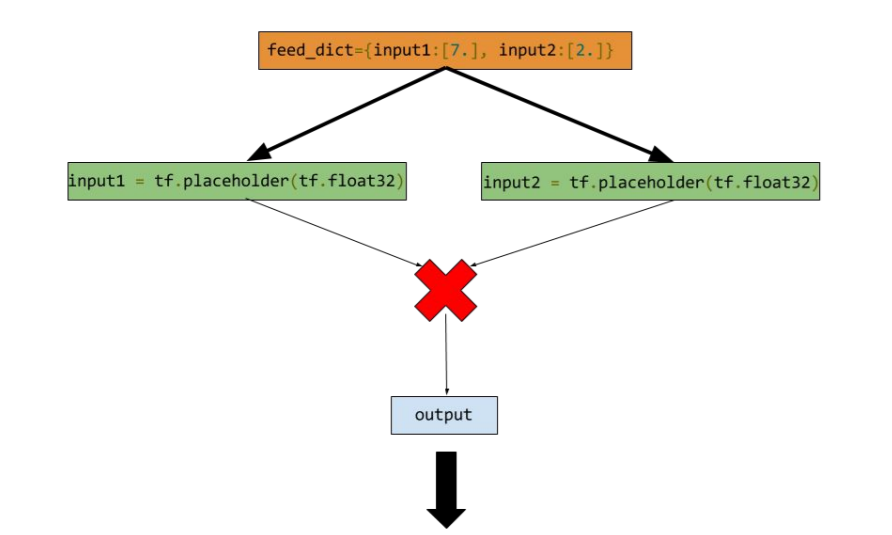 feed_dict={input1:[7.], input2:[2.]}
input1 = tf.placeholder(tf.float32)
input2 = tf.placeholder(tf.float32)
output